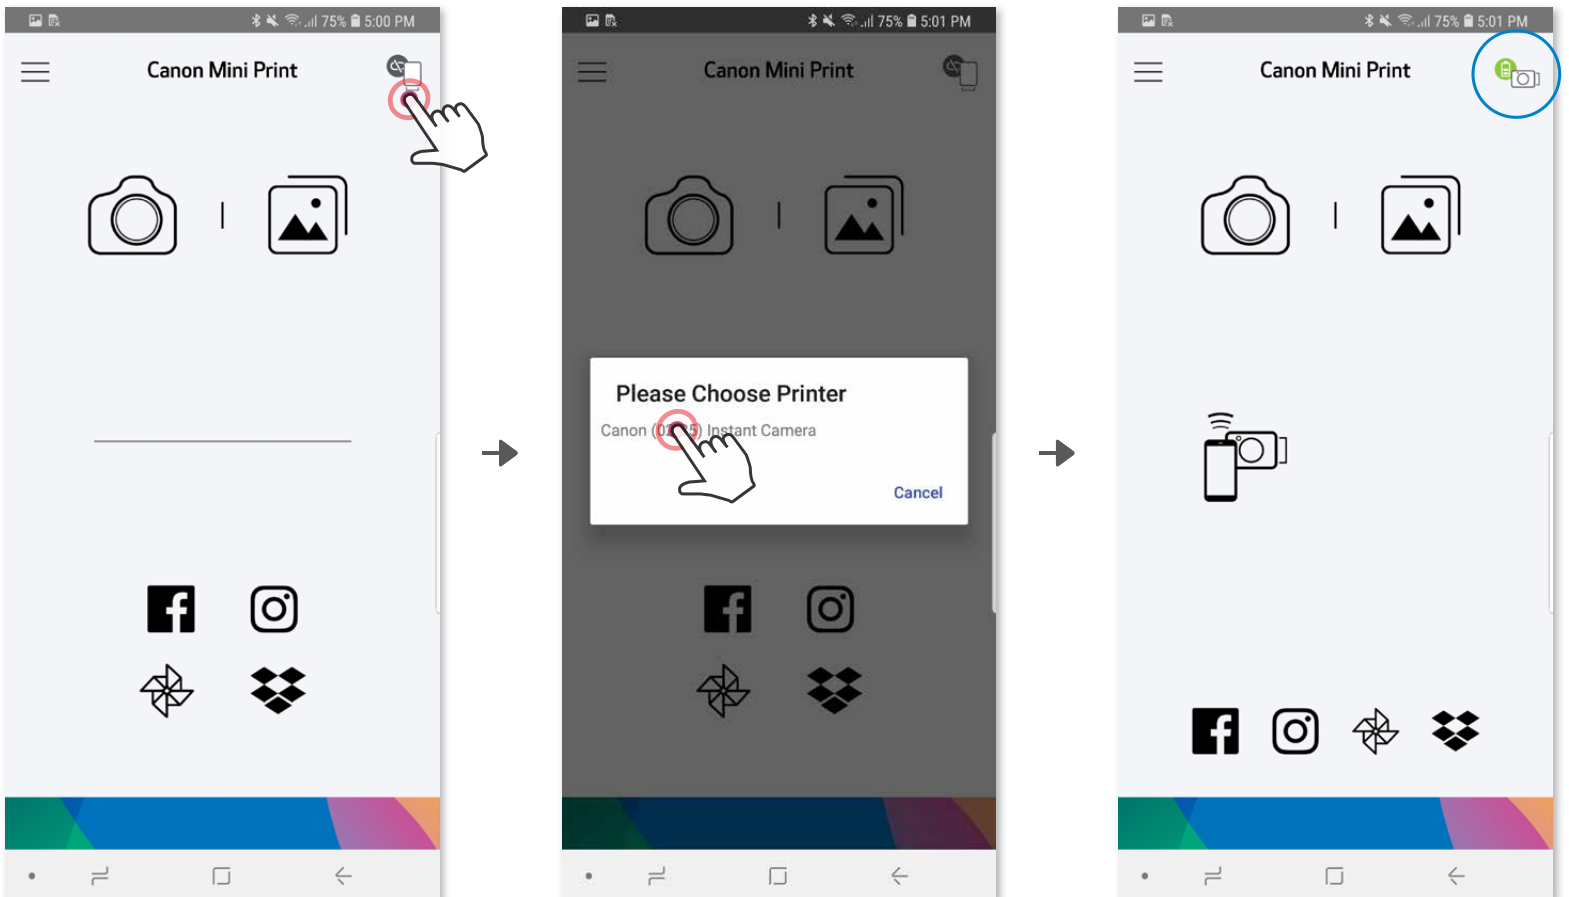 75% 5:00 PM
Canon Mini Print
75% 5:01 PM
Canon Mini Print
Please Choose Printer
Canon ( Instant Camera
Cancel
75% 5:01 PM
Canon Mini Print